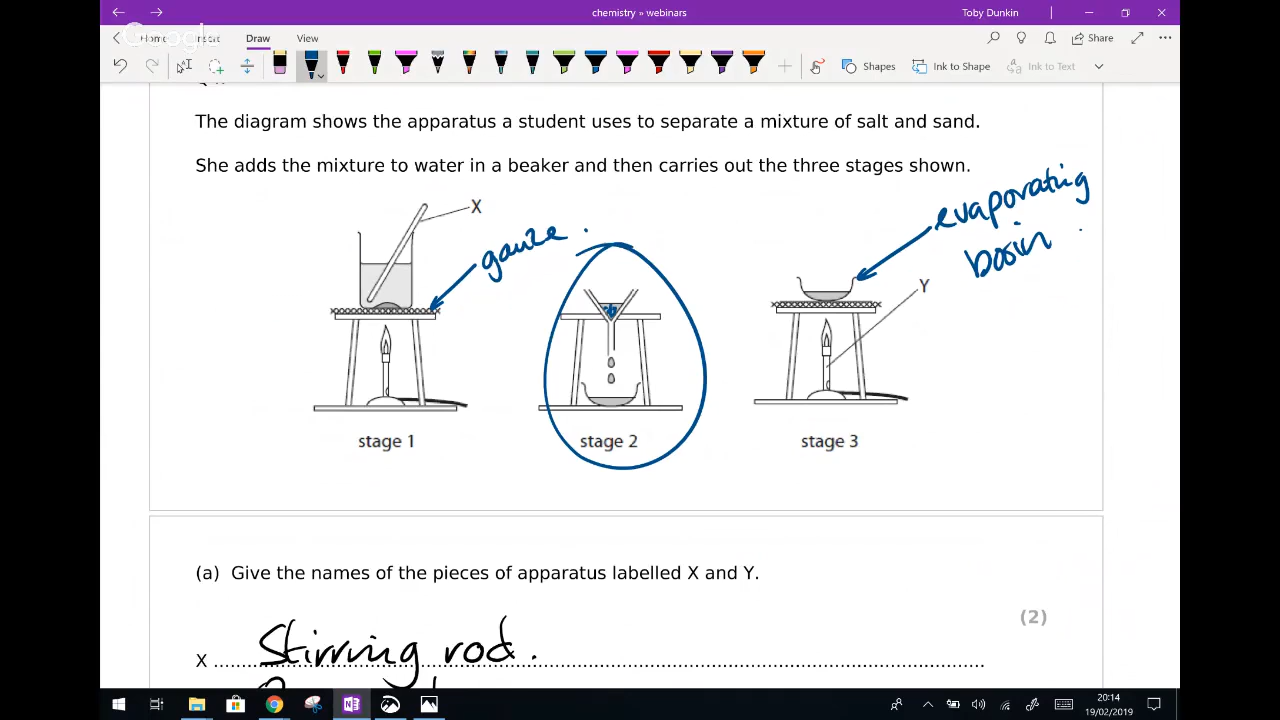 chemistry » webinars
Toby Dunkin
Google
Home Insert Draw View
Share
Shapes
Ink to Shape
Ink to Text
The diagram shows the apparatus a student uses to separate a mixture of salt and sand.
She adds the mixture to water in a beaker and then carries out the three stages shown.
X
gauze.
evaporating
basin
Y
stage 1
stage 2
stage 3
(a) Give the names of the pieces of apparatus labelled X and Y.
(2)
X Stirring rod.
20:14
19/02/2019